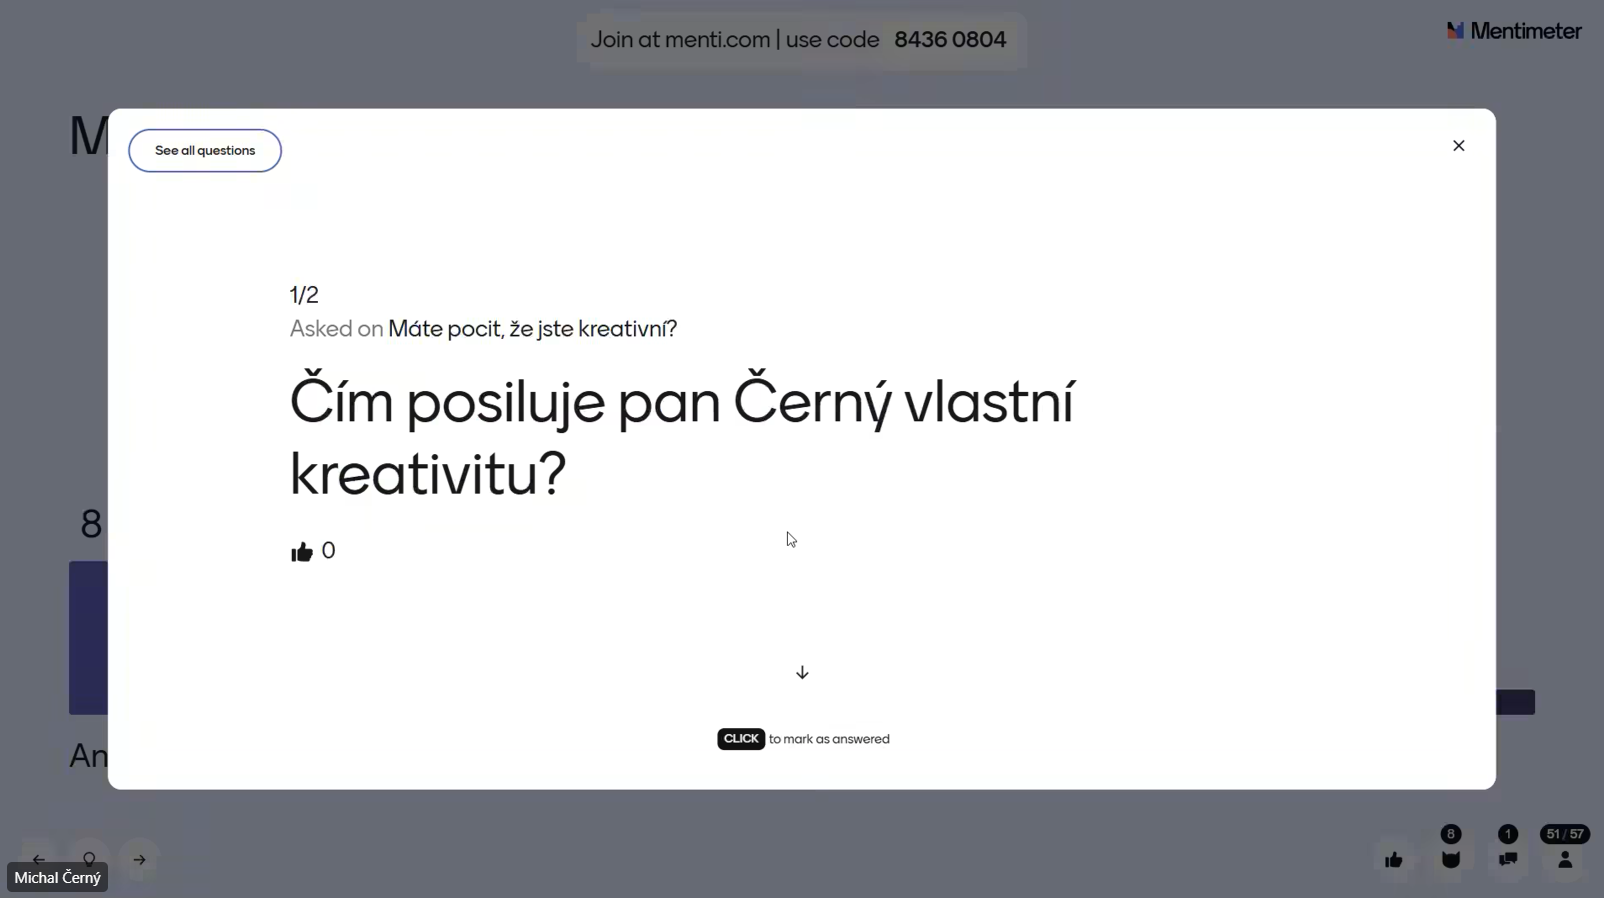 Join at menti.com | use code 8436 0804
Mentimeter
M
See all questions
1/2
Asked on Máte pocit, že jste kreativní?
Čím posiluje pan Černý vlastní
kreativitu?
0
8
An
CLICK to mark as answered
8
1
51 / 57
Michal Černý